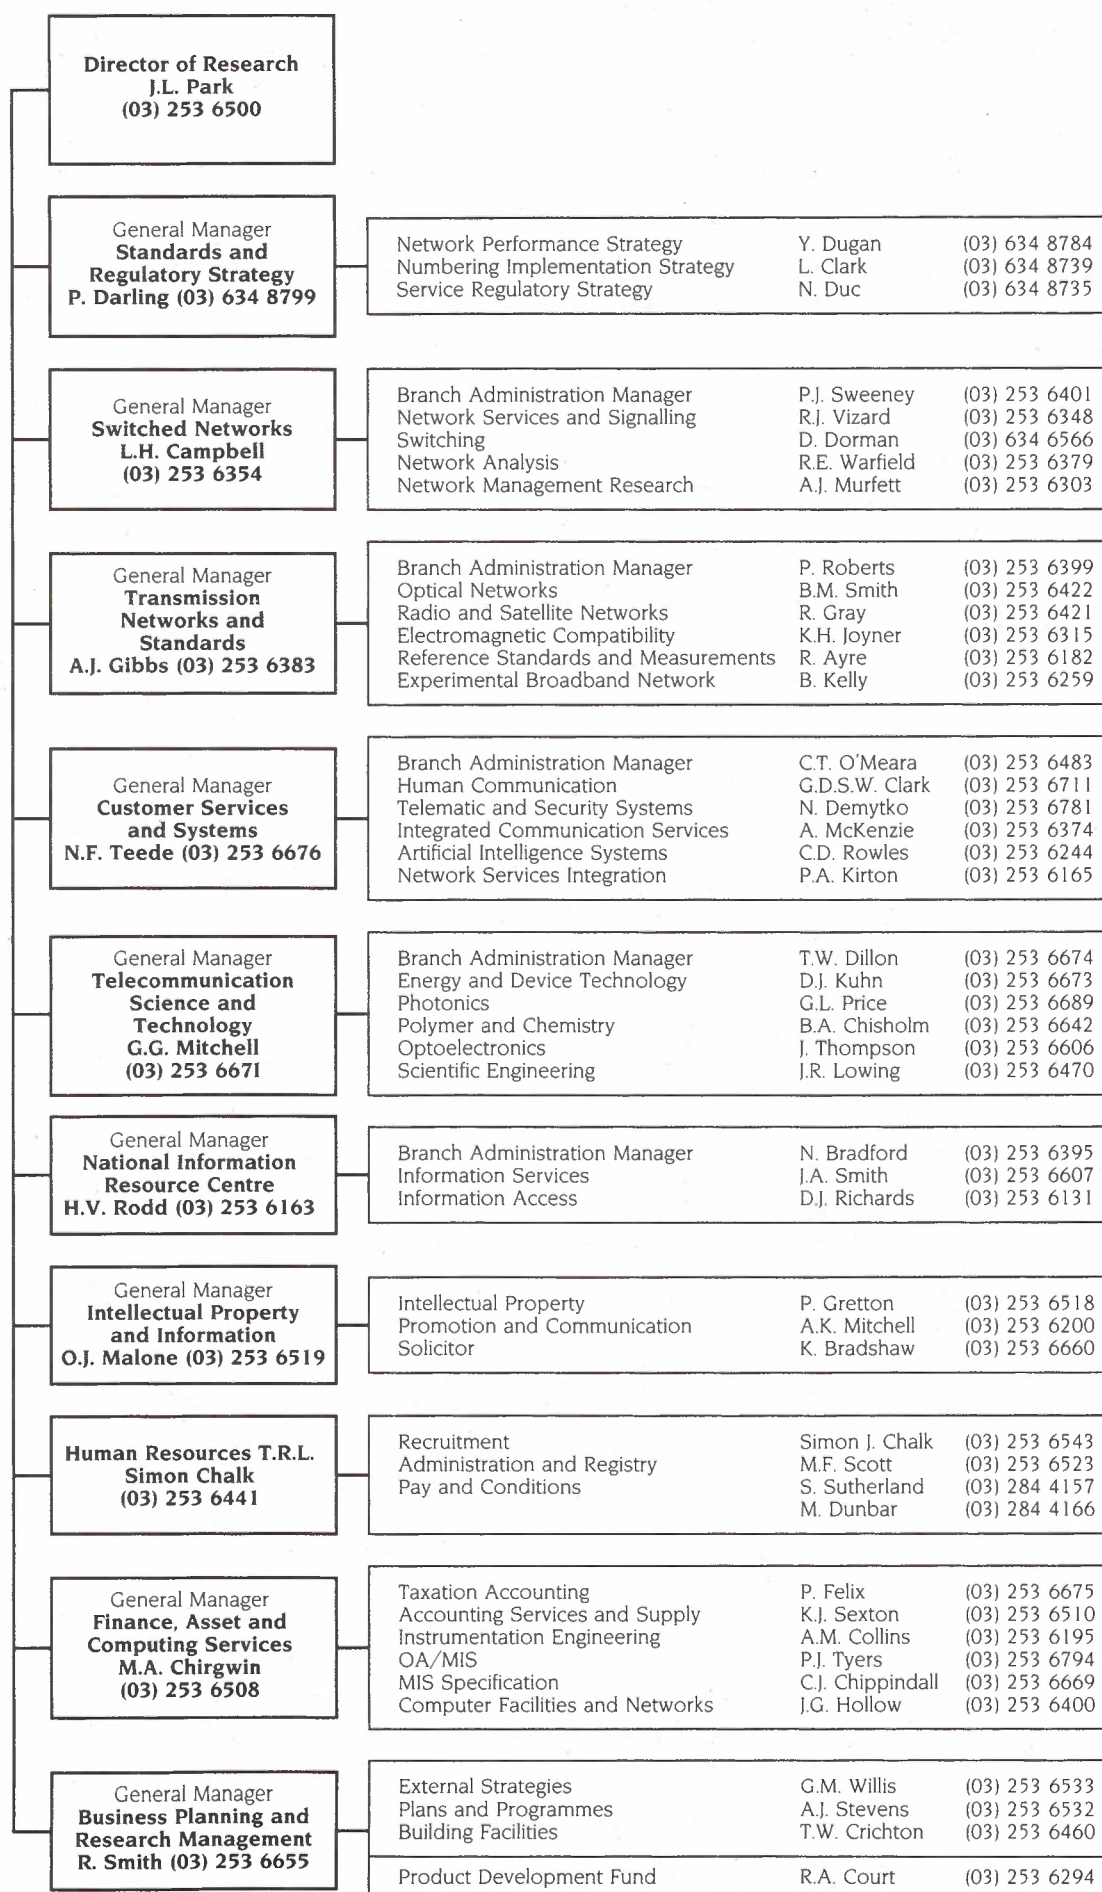 Director of Research
J.L. Park
(03) 253 6500
General Manager
Standards and
Regulatory Strategy
P. Darling (03) 634 8799
Network Performance Strategy Y. Dugan (03) 634 8784
Numbering Implementation Strategy L. Clark (03) 634 8739
Service Regulatory Strategy N. Duc (03) 634 8735
General Manager
Switched Networks
L.H. Campbell
(03) 253 6354
Branch Administration Manager P.J. Sweeney (03) 253 6401
Network Services and Signalling R.J. Vizard (03) 253 6348
Switching D. Dorman (03) 634 6566
Network Analysis R.E. Warfield (03) 253 6379
Network Management Research A.J. Murfett (03) 253 6303
General Manager
Transmission
Networks and
Standards
A.J. Gibbs (03) 253 6383
Branch Administration Manager P. Roberts (03) 253 6399
Optical Networks B.M. Smith (03) 253 6422
Radio and Satellite Networks R. Gray (03) 253 6421
Electromagnetic Compatibility K.H. Joyner (03) 253 6315
Reference Standards and Measurements R. Ayre (03) 253 6182
Experimental Broadband Network B. Kelly (03) 253 6259
General Manager
Customer Services
and Systems
N.F. Teede (03) 253 6676
Branch Administration Manager C.T. O'Meara (03) 253 6483
Human Communication G.D.S.W. Clark (03) 253 6711
Telematic and Security Systems N. Demytko (03) 253 6781
Integrated Communication Services A. McKenzie (03) 253 6374
Artificial Intelligence Systems C.D. Rowles (03) 253 6244
Network Services Integration P.A. Kirton (03) 253 6165
General Manager
Telecommunication
Science and
Technology
G.G. Mitchell
(03) 253 6671
Branch Administration Manager T.W. Dillon (03) 253 6674
Energy and Device Technology D.J. Kuhn (03) 253 6673
Photonics G.L. Price (03) 253 6689
Polymer and Chemistry B.A. Chisholm (03) 253 6642
Optoelectronics J. Thompson (03) 253 6606
Scientific Engineering J.R. Lowing (03) 253 6470
General Manager
National Information
Resource Centre
H.V. Rodd (03) 253 6163
Branch Administration Manager N. Bradford (03) 253 6395
Information Services J.A. Smith (03) 253 6607
Information Access D.J. Richards (03) 253 6131
General Manager
Intellectual Property
and Information
O.J. Malone (03) 253 6519
Intellectual Property P. Gretton (03) 253 6518
Promotion and Communication A.K. Mitchell (03) 253 6200
Solicitor K. Bradshaw (03) 253 6660
Human Resources T.R.L.
Simon Chalk
(03) 253 6441
Recruitment Simon J. Chalk (03) 253 6543
Administration and Registry M.F. Scott (03) 253 6523
Pay and Conditions S. Sutherland (03) 284 4157
M. Dunbar (03) 284 4166
General Manager
Finance, Asset and
Computing Services
M.A. Chirgwin
(03) 253 6508
Taxation Accounting P. Felix (03) 253 6675
Accounting Services and Supply K.J. Sexton (03) 253 6510
Instrumentation Engineering A.M. Collins (03) 253 6195
OA/MIS P.J. Tyers (03) 253 6794
MIS Specification C.J. Chippindall (03) 253 6669
Computer Facilities and Networks J.G. Hollow (03) 253 6400
General Manager
Business Planning and
Research Management
R. Smith (03) 253 6655
External Strategies G.M. Willis (03) 253 6533
Plans and Programmes A.J. Stevens (03) 253 6532
Building Facilities T.W. Crichton (03) 253 6460
Product Development Fund R.A. Court (03) 253 6294